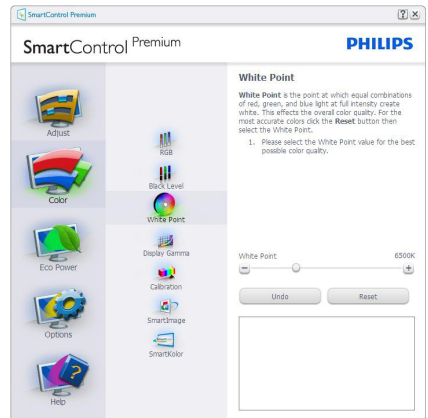 SmartControl Premium
SmartControl Premium
PHILIPS
Adjust
Color
Eco Power
Options
Help
RGB
Black Level
White Point
Display Gamma
Calibration
SmartImage
SmartKolor
White Point
White Point is the point at which equal combinations
of red, green, and blue light at full intensity create
white. This effects the overall color quality. For the
most accurate colors click the Reset button then
select the White Point.
1. Please select the White Point value for the best
possible color quality.
White Point 6500K
Undo Reset